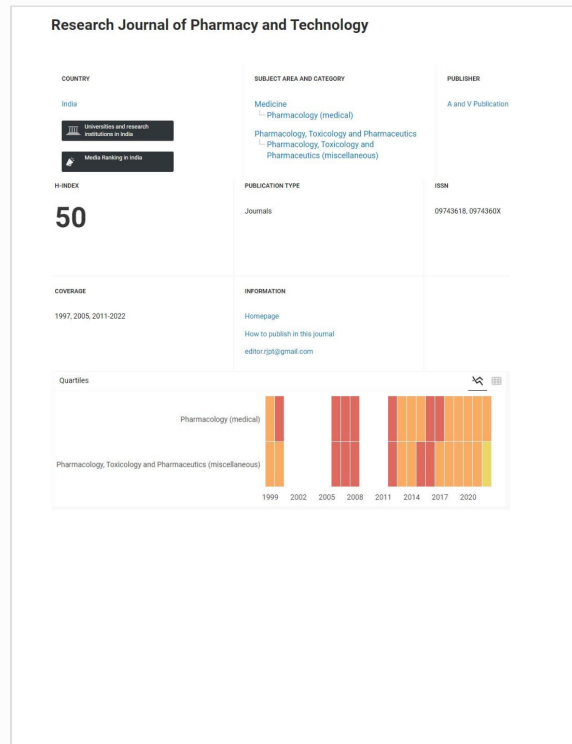 Research Journal of Pharmacy and Technology
COUNTRY
India
Universities and research
institutions in India
Media Ranking in India
SUBJECT AREA AND CATEGORY
Medicine
Pharmacology (medical)
Pharmacology, Toxicology and Pharmaceutics
Pharmacology, Toxicology and
Pharmaceutics (miscellaneous)
PUBLISHER
A and V Publication
H-INDEX
50
PUBLICATION TYPE
Journals
ISSN
09743618, 0974360X
COVERAGE
1997, 2005, 2011-2022
INFORMATION
Homepage
How to publish in this journal
editor.rjpt@gmail.com
Quartiles
Pharmacology (medical)
Pharmacology, Toxicology and Pharmaceutics (miscellaneous)
1999 2002 2005 2008 2011 2014 2017 2020